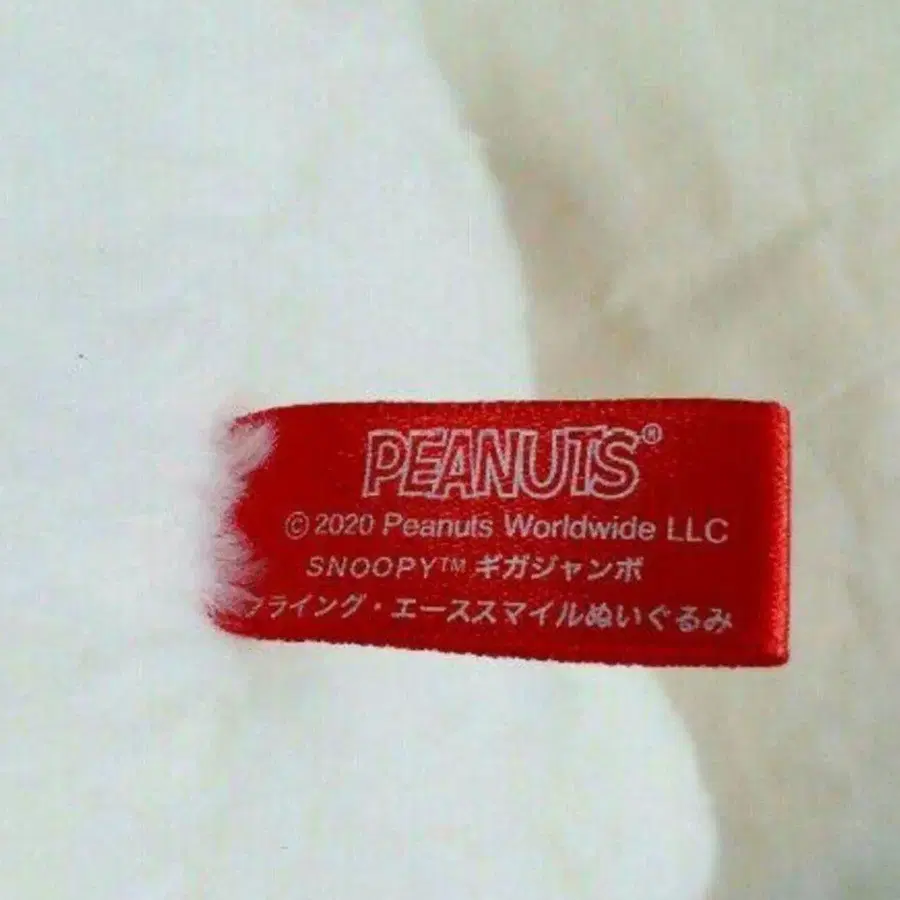 PEANUTS®
© 2020 Peanuts Worldwide LLC
SNOOPY™ ギガジャンボ
フライング・エーススマイルぬいぐるみ